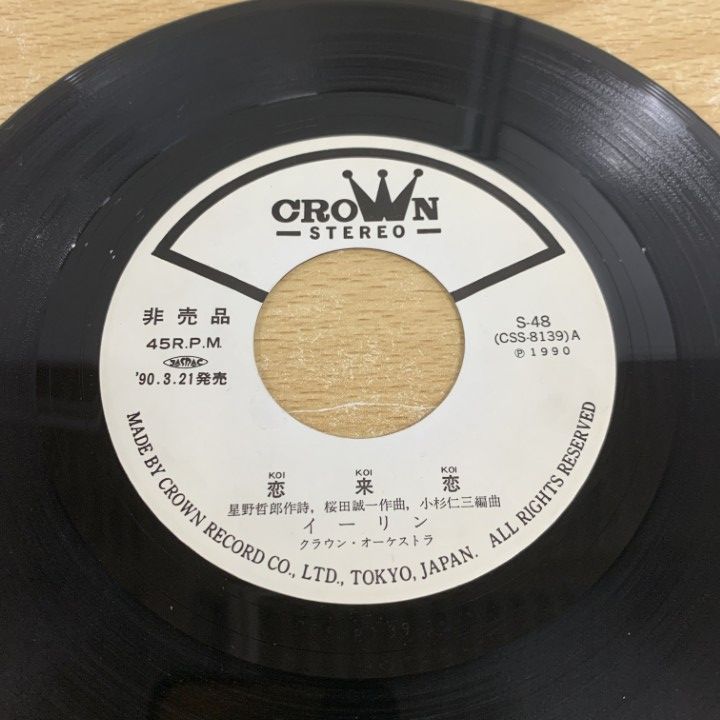 CROWN
STEREO
非売品
45R.P.M.
JASRAC
'90.3.21発売
S-48
(CSS-8139)A
Ⓟ1990
KOI KOI KOI
恋来恋
星野哲郎作詩, 桜田誠一作曲, 小杉仁三編曲
イーリン
クラウン・オーケストラ
MADE BY CROWN RECORD CO., LTD., TOKYO, JAPAN. ALL RIGHTS RESERVED